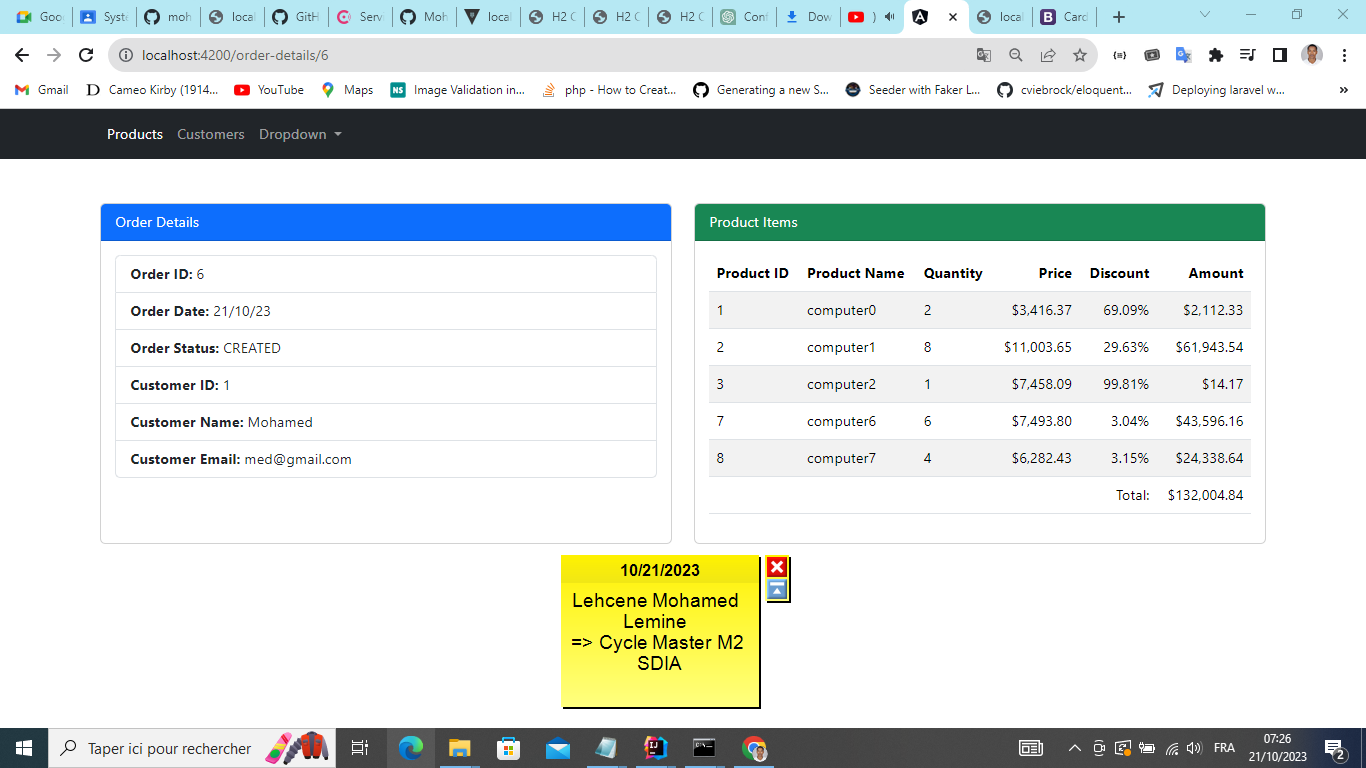 Goo
Syst
moh
local
GitH
Serv
Moh
local
H2 C
H2 C
H2 C
Conf
Dow
local
Card
localhost:4200/order-details/6
Gmail
Cameo Kirby (1914...
YouTube
Maps
Image Validation in...
php - How to Creat...
Generating a new S...
Seeder with Faker L...
cviebrock/eloquent...
Deploying laravel w...
»
Products Customers Dropdown
Order Details
Order ID: 6
Order Date: 21/10/23
Order Status: CREATED
Customer ID: 1
Customer Name: Mohamed
Customer Email: med@gmail.com
Product Items
Product ID Product Name Quantity Price Discount Amount
1 computer0 2 $3,416.37 69.09% $2,112.33
2 computer1 8 $11,003.65 29.63% $61,943.54
3 computer2 1 $7,458.09 99.81% $14.17
7 computer6 6 $7,493.80 3.04% $43,596.16
8 computer7 4 $6,282.43 3.15% $24,338.64
Total: $132,004.84
10/21/2023
Lehcene Mohamed
Lemine
=> Cycle Master M2
SDIA
Taper ici pour rechercher
FRA
07:26
21/10/2023
2